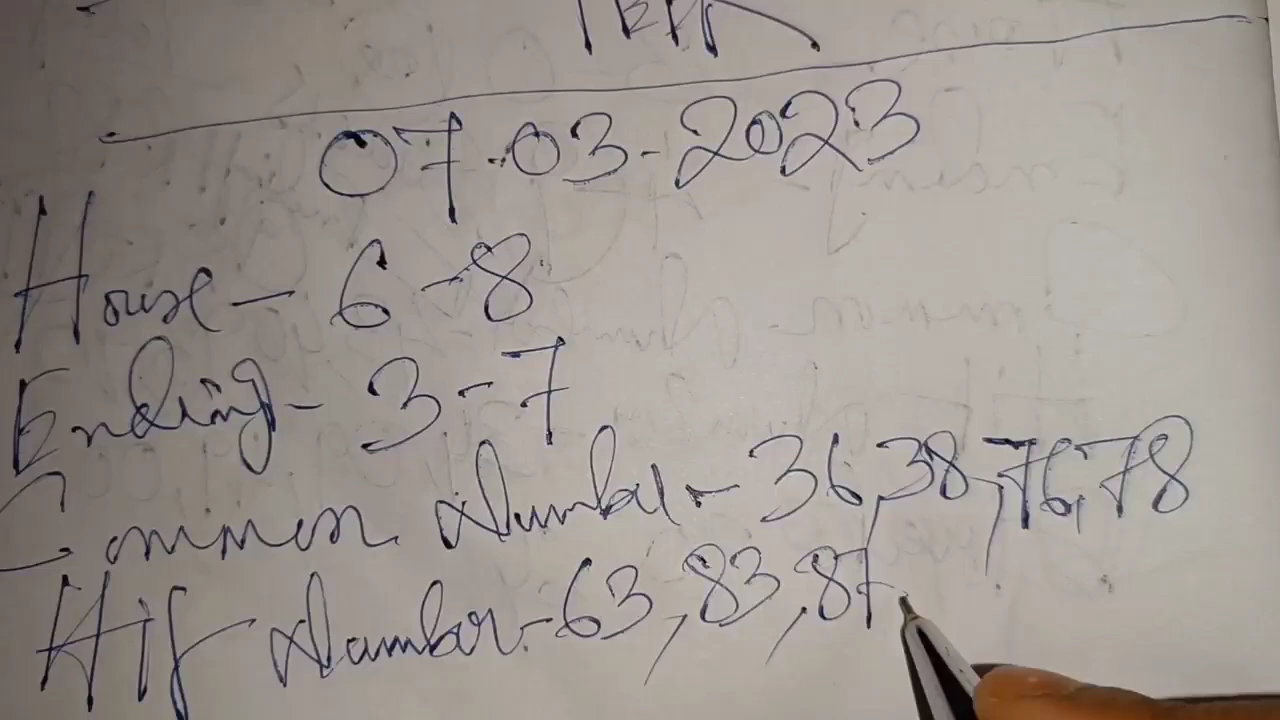 TEER
07-03-2023
House - 6-8
Ending - 3-7
Common Number - 36,38,76,78
Hit Number - 63,83,87